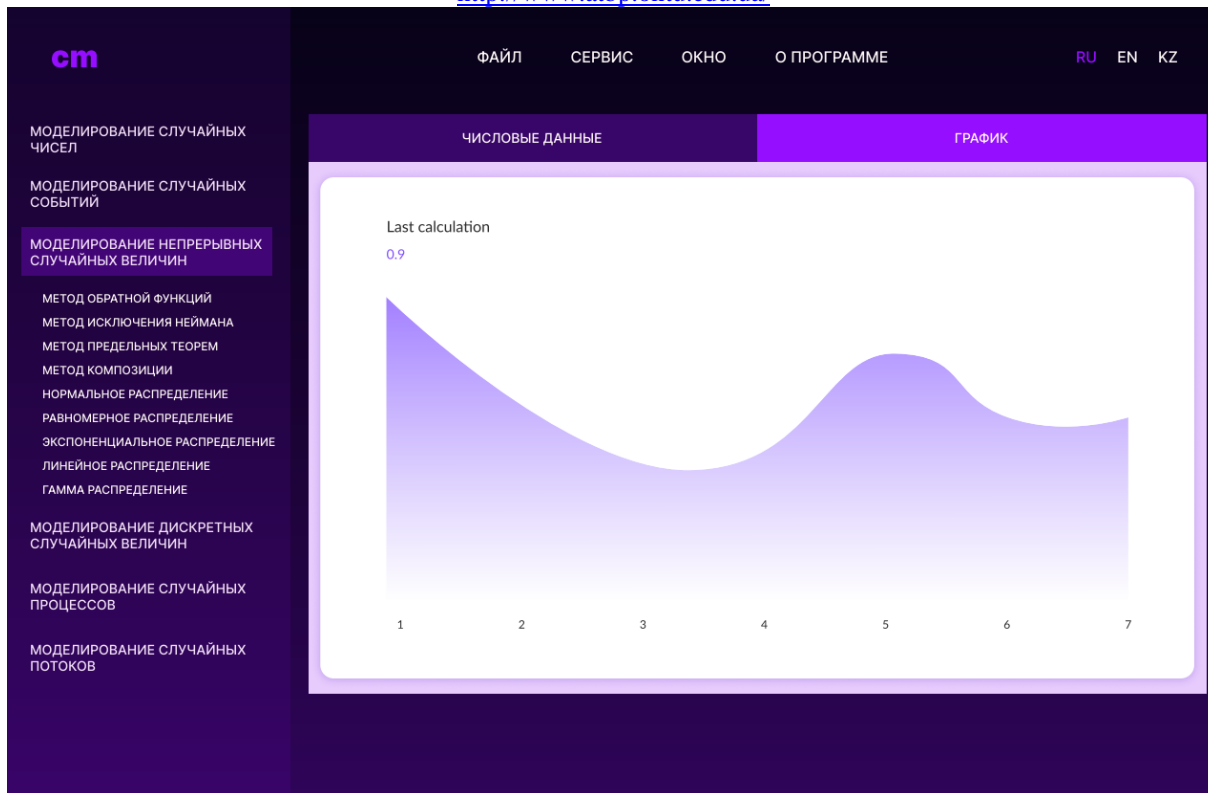 cm
ФАЙЛ СЕРВИС ОКНО О ПРОГРАММЕ
RU EN KZ
МОДЕЛИРОВАНИЕ СЛУЧАЙНЫХ
ЧИСЕЛ
МОДЕЛИРОВАНИЕ СЛУЧАЙНЫХ
СОБЫТИЙ
МОДЕЛИРОВАНИЕ НЕПРЕРЫВНЫХ
СЛУЧАЙНЫХ ВЕЛИЧИН
МЕТОД ОБРАТНОЙ ФУНКЦИЙ
МЕТОД ИСКЛЮЧЕНИЯ НЕЙМАНА
МЕТОД ПРЕДЕЛЬНЫХ ТЕОРЕМ
МЕТОД КОМПОЗИЦИИ
НОРМАЛЬНОЕ РАСПРЕДЕЛЕНИЕ
РАВНОМЕРНОЕ РАСПРЕДЕЛЕНИЕ
ЭКСПОНЕНЦИАЛЬНОЕ РАСПРЕДЕЛЕНИЕ
ЛИНЕЙНОЕ РАСПРЕДЕЛЕНИЕ
ГАММА РАСПРЕДЕЛЕНИЕ
МОДЕЛИРОВАНИЕ ДИСКРЕТНЫХ
СЛУЧАЙНЫХ ВЕЛИЧИН
МОДЕЛИРОВАНИЕ СЛУЧАЙНЫХ
ПРОЦЕССОВ
МОДЕЛИРОВАНИЕ СЛУЧАЙНЫХ
ПОТОКОВ
ЧИСЛОВЫЕ ДАННЫЕ
ГРАФИК
Last calculation
0.9
1 2 3 4 5 6 7